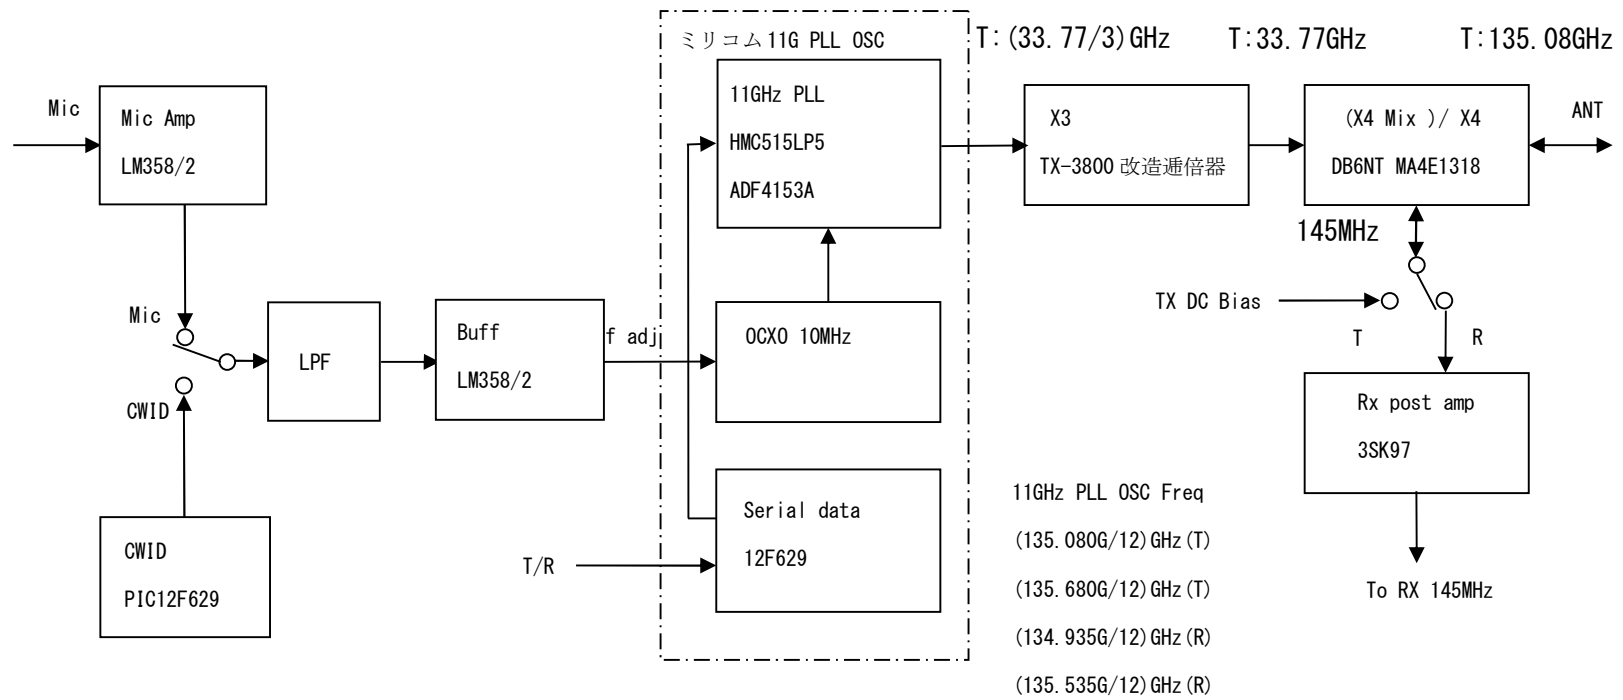 ミリコム11G PLL OSC
T:(33.77/3)GHz
T:33.77GHz
T:135.08GHz
Mic
Mic Amp
LM358/2
11GHz PLL
HMC515LP5
ADF4153A
X3
TX-3800 改造逓倍器
(X4 Mix )/ X4
DB6NT MA4E1318
ANT
145MHz
TX DC Bias
T
R
Mic
CWID
LPF
Buff
LM358/2
f adj
OCXO 10MHz
Rx post amp
3SK97
Serial data
12F629
T/R
CWID
PIC12F629
11GHz PLL OSC Freq
(135.080G/12)GHz(T)
(135.680G/12)GHz(T)
(134.935G/12)GHz(R)
(135.535G/12)GHz(R)
To RX 145MHz